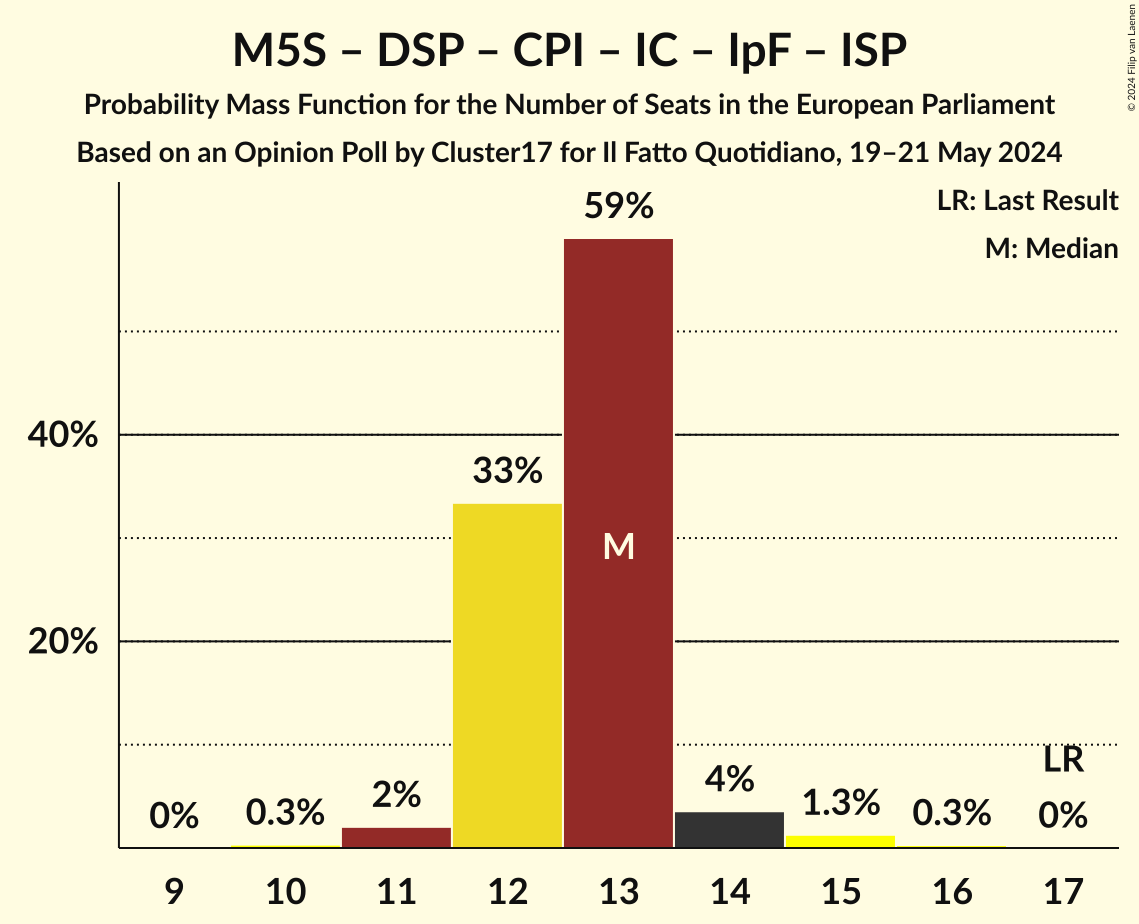 M5S – DSP – CPI – IC – IpF – ISP
Probability Mass Function for the Number of Seats in the European Parliament
Based on an Opinion Poll by Cluster17 for Il Fatto Quotidiano, 19–21 May 2024
© 2024 Filip van Laenen
LR: Last Result
M: Median
59%
40%
33%
M
20%
LR
0% 0.3% 2% 4% 1.3% 0.3% 0%
9 10 11 12 13 14 15 16 17